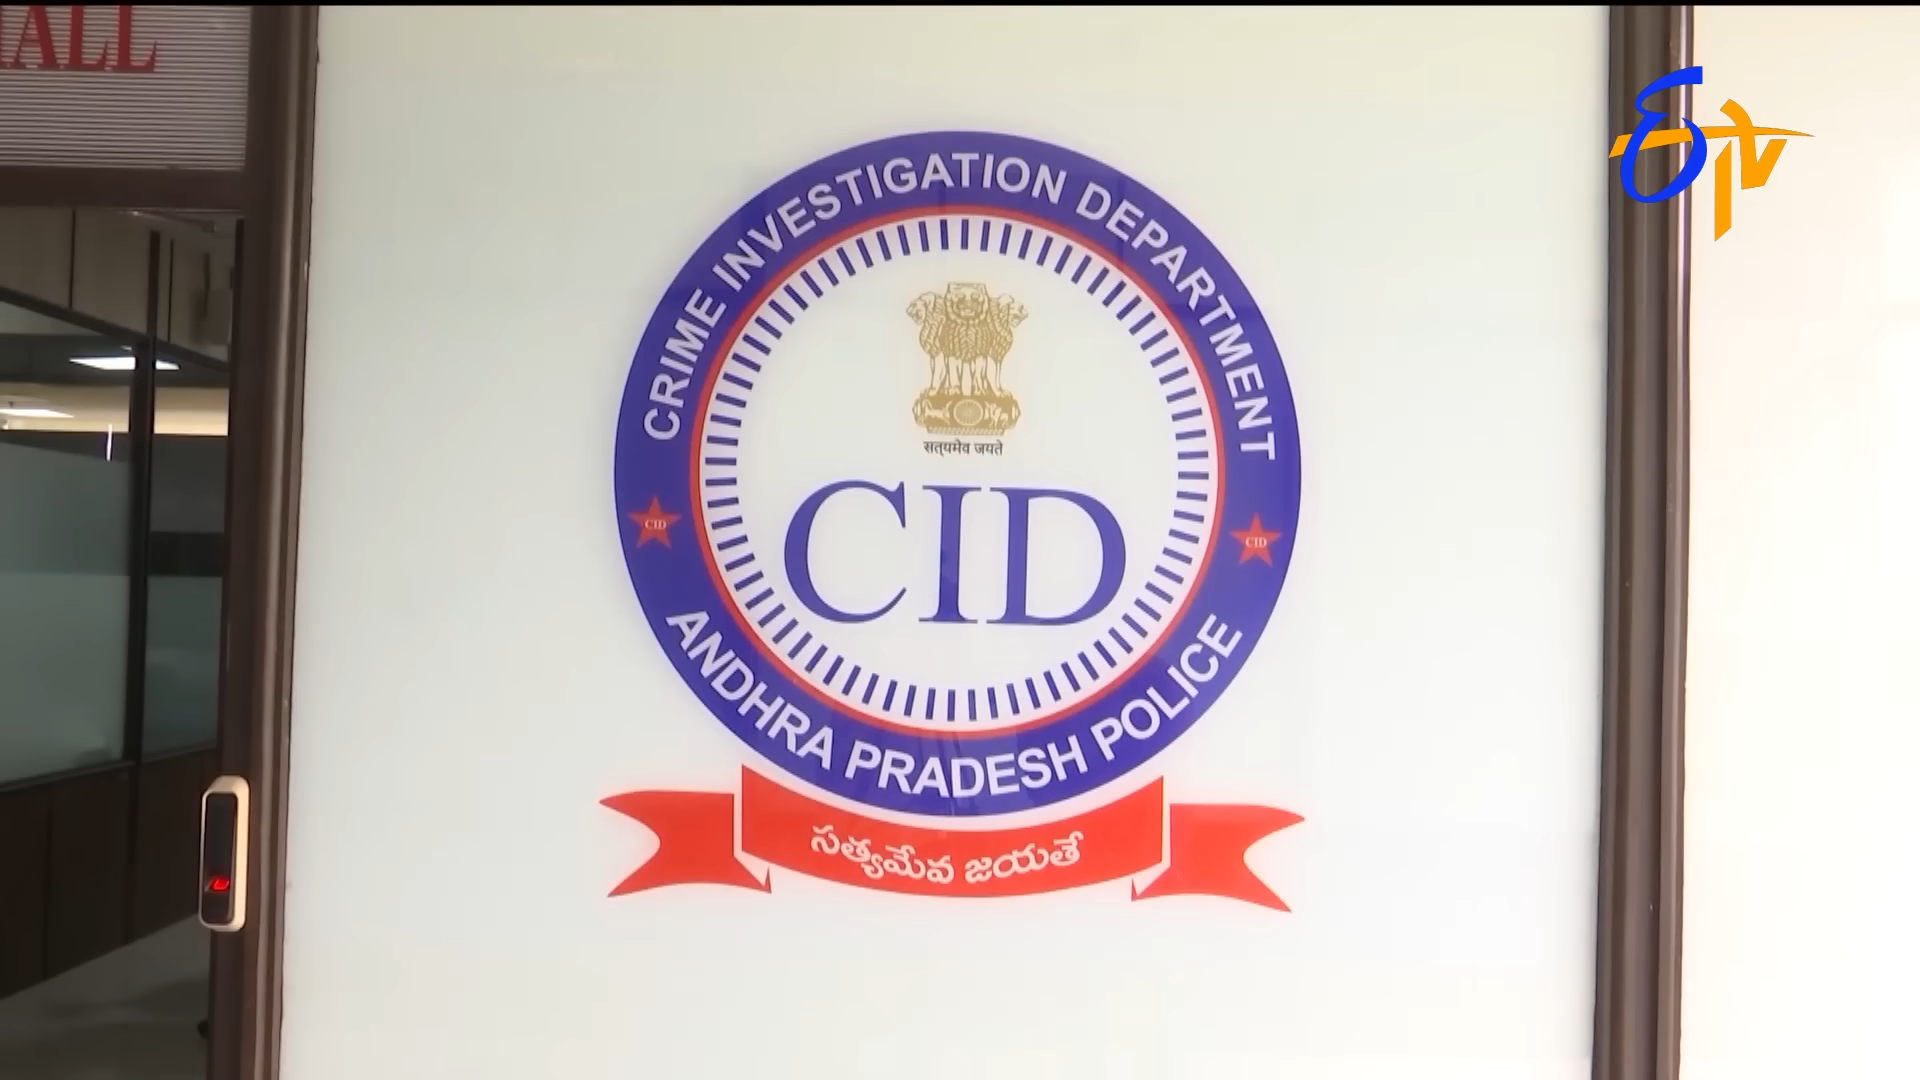 ALL
ETV
CRIME INVESTIGATION DEPARTMENT
सत्यमेव जयते
CID
CID
CID
ANDHRA PRADESH POLICE
సత్యమేవ జయతే